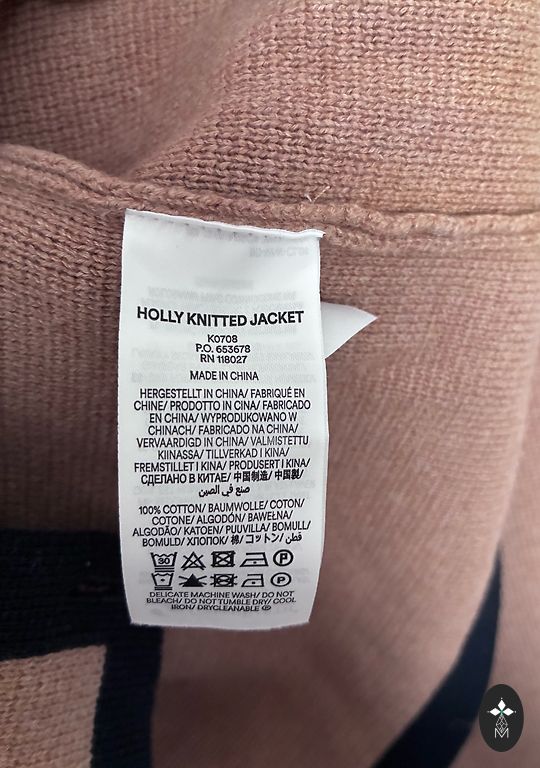 HOLLY KNITTED JACKET
K0708
P.O. 653678
RN 118027
MADE IN CHINA
HERGESTELLT IN CHINA/ FABRIQUÉ EN
CHINE/ PRODOTTO IN CINA/ FABRICADO
EN CHINA/ WYPRODUKOWANO W
CHINACH/ FABRICADO NA CHINA/
VERVAARDIGD IN CHINA/ VALMISTETTU
KIINASSA/ TILLVERKAD I KINA/
FREMSTILLET I KINA/ PRODUSERT I KINA/
СДЕЛАНО В КИТАЕ/ 中国制造/ 中国製/
صنع في الصين
100% COTTON/ BAUMWOLLE/ COTON/
COTONE/ ALGODÓN/ BAWEŁNA/
ALGODÃO/ KATOEN/ PUUVILLA/ BOMULL/
BOMULD/ ХЛОПОК/ 棉/ コットン/ قطن
30 P
P
DELICATE MACHINE WASH/ DO NOT
BLEACH/ DO NOT TUMBLE DRY/ COOL
IRON/ DRYCLEANABLE Ⓟ
M